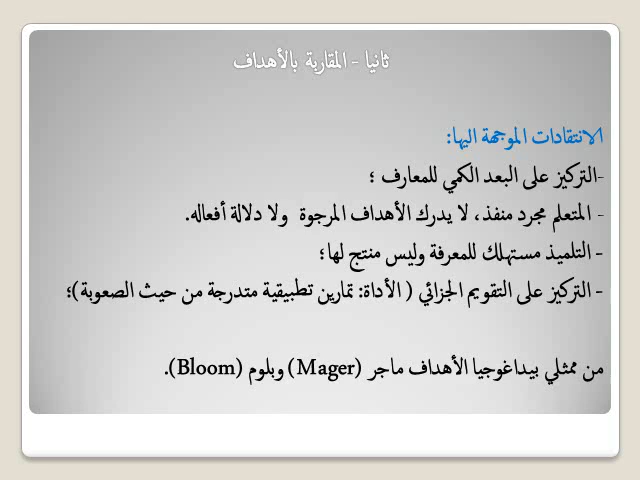 ثانيا - المقاربة بالأهداف
الانتقادات الموجهة اليها:
-التركيز على البعد الكمي للمعارف ؛
- المتعلم مجرد منفذ، لا يدرك الأهداف المرجوة ولا دلالة أفعاله.
- التلميذ مستهلك للمعرفة وليس منتج لها؛
- التركيز على التقويم الجزائي ( الأداة: تمارين تطبيقية متدرجة من حيث الصعوبة)؛
من ممثلي بيداغوجيا الأهداف ماجر (Mager) وبلوم (Bloom).